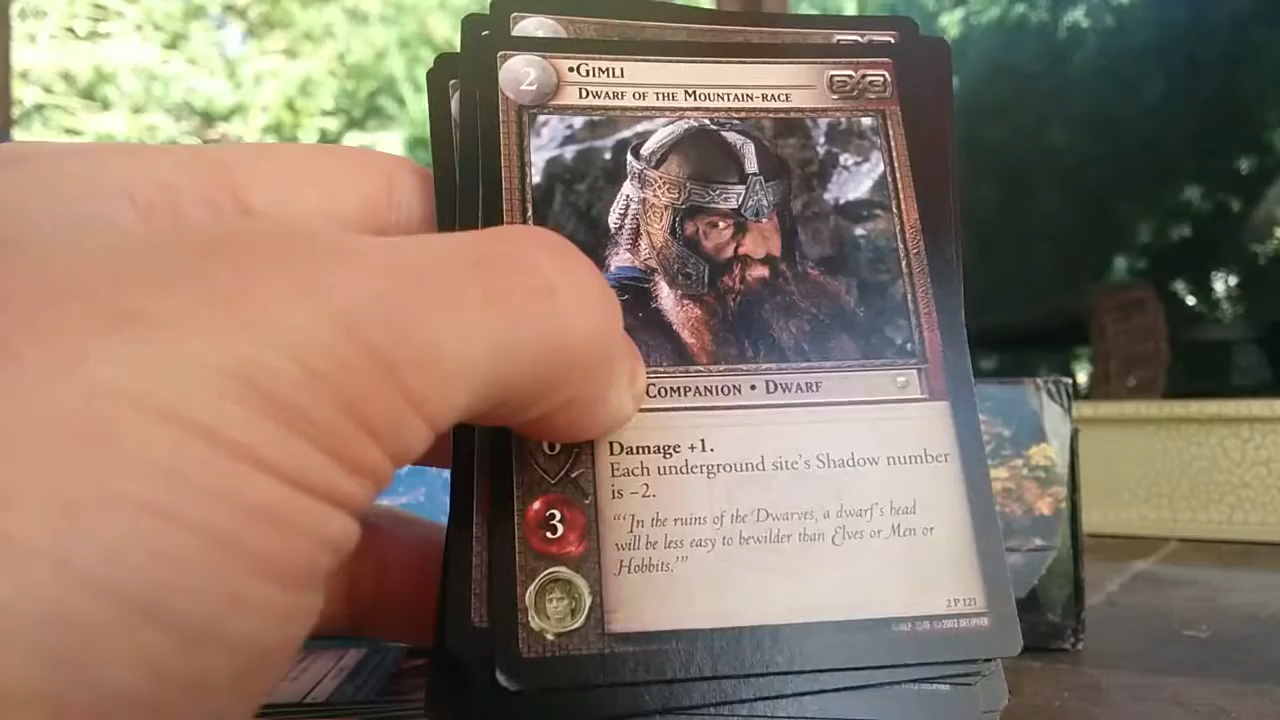 2
•Gimli
Dwarf of the Mountain-race
Companion • Dwarf
Damage +1.
Each underground site's Shadow number
is −2.
3
"'In the ruins of the Dwarves, a dwarf's head
will be less easy to bewilder than Elves or Men or
Hobbits.'"
2 P 121
©2002 DECIPHER